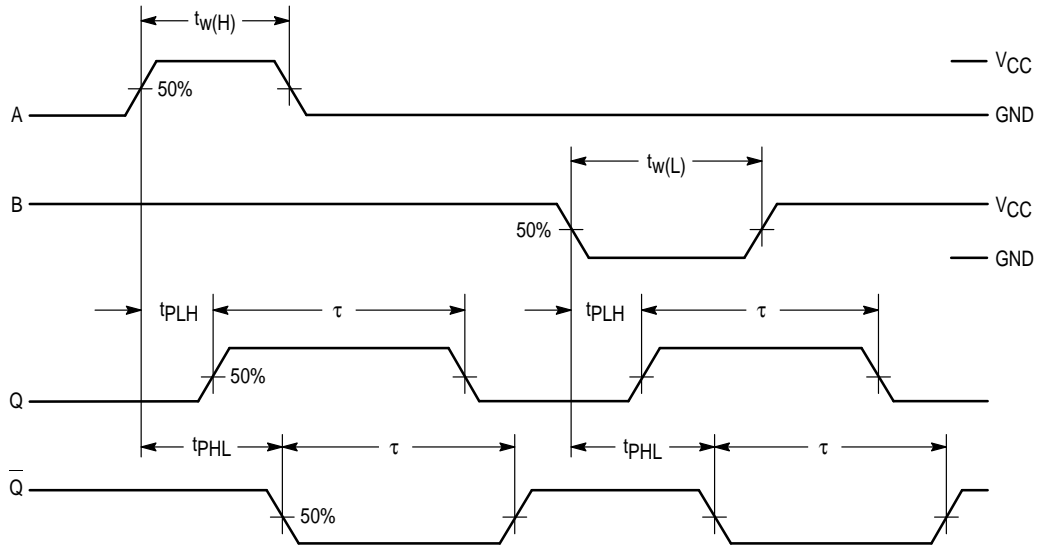 tw(H)
VCC
50%
A GND
tw(L)
B VCC
50%
GND
tPLH τ tPLH τ
50%
Q
tPHL τ tPHL τ
Q̅
50%